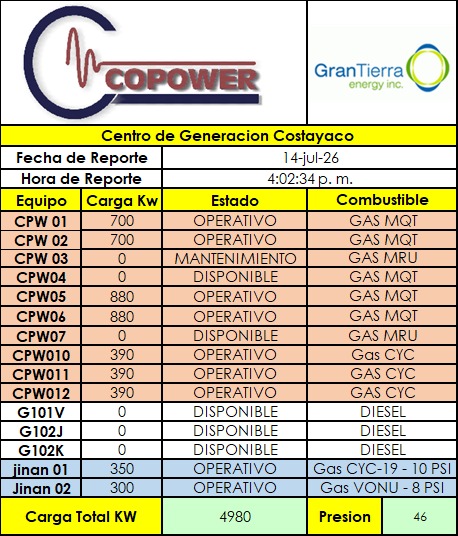 COPOWER
GranTierra
energy inc.
Centro de Generacion Costayaco
Fecha de Reporte 14-jul-26
Hora de Reporte 4:02:34 p. m.
Equipo Carga Kw Estado Combustible
CPW 01 700 OPERATIVO GAS MQT
CPW 02 700 OPERATIVO GAS MQT
CPW 03 0 MANTENIMIENTO GAS MRU
CPW04 0 DISPONIBLE GAS MQT
CPW05 880 OPERATIVO GAS MQT
CPW06 880 OPERATIVO GAS MQT
CPW07 0 DISPONIBLE GAS MRU
CPW010 390 OPERATIVO Gas CYC
CPW011 390 OPERATIVO GAS CYC
CPW012 390 OPERATIVO GAS CYC
G101V 0 DISPONIBLE DIESEL
G102J 0 DISPONIBLE DIESEL
G102K 0 DISPONIBLE DIESEL
jinan 01 350 OPERATIVO Gas CYC-19 - 10 PSI
Jinan 02 300 OPERATIVO Gas VONU - 8 PSI
Carga Total KW 4980 Presion 46